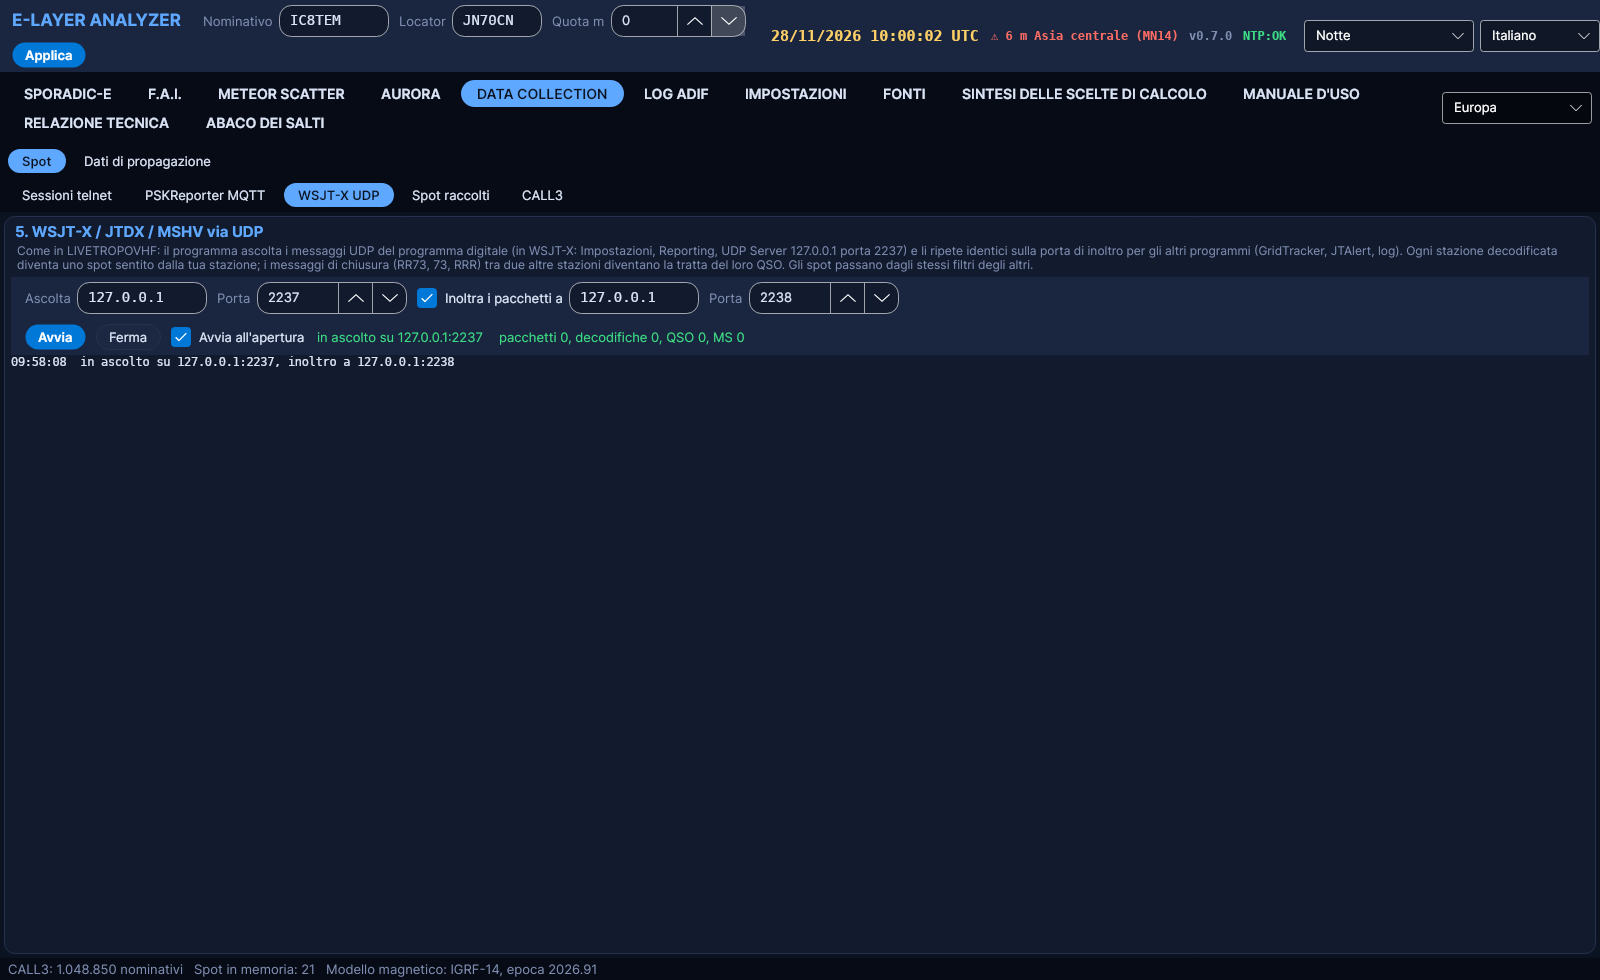 E-LAYER ANALYZER Nominativo IC8TEM Locator JN70CN Quota m 0
Applica
28/11/2026 10:00:02 UTC ⚠ 6 m Asia centrale (MN14) v0.7.0 NTP:OK Notte Italiano
SPORADIC-E F.A.I. METEOR SCATTER AURORA DATA COLLECTION LOG ADIF IMPOSTAZIONI FONTI SINTESI DELLE SCELTE DI CALCOLO MANUALE D'USO
RELAZIONE TECNICA ABACO DEI SALTI
Europa
Spot Dati di propagazione
Sessioni telnet PSKReporter MQTT WSJT-X UDP Spot raccolti CALL3
5. WSJT-X / JTDX / MSHV via UDP
Come in LIVETROPOVHF: il programma ascolta i messaggi UDP del programma digitale (in WSJT-X: Impostazioni, Reporting, UDP Server 127.0.0.1 porta 2237) e li ripete identici sulla porta di inoltro per gli altri programmi (GridTracker, JTAlert, log). Ogni stazione decodificata
diventa uno spot sentito dalla tua stazione; i messaggi di chiusura (RR73, 73, RRR) tra due altre stazioni diventano la tratta del loro QSO. Gli spot passano dagli stessi filtri degli altri.
Ascolta 127.0.0.1 Porta 2237 Inoltra i pacchetti a 127.0.0.1 Porta 2238
Avvia Ferma Avvia all'apertura in ascolto su 127.0.0.1:2237 pacchetti 0, decodifiche 0, QSO 0, MS 0
09:58:08 in ascolto su 127.0.0.1:2237, inoltro a 127.0.0.1:2238
CALL3: 1.048.850 nominativi Spot in memoria: 21 Modello magnetico: IGRF-14, epoca 2026.91